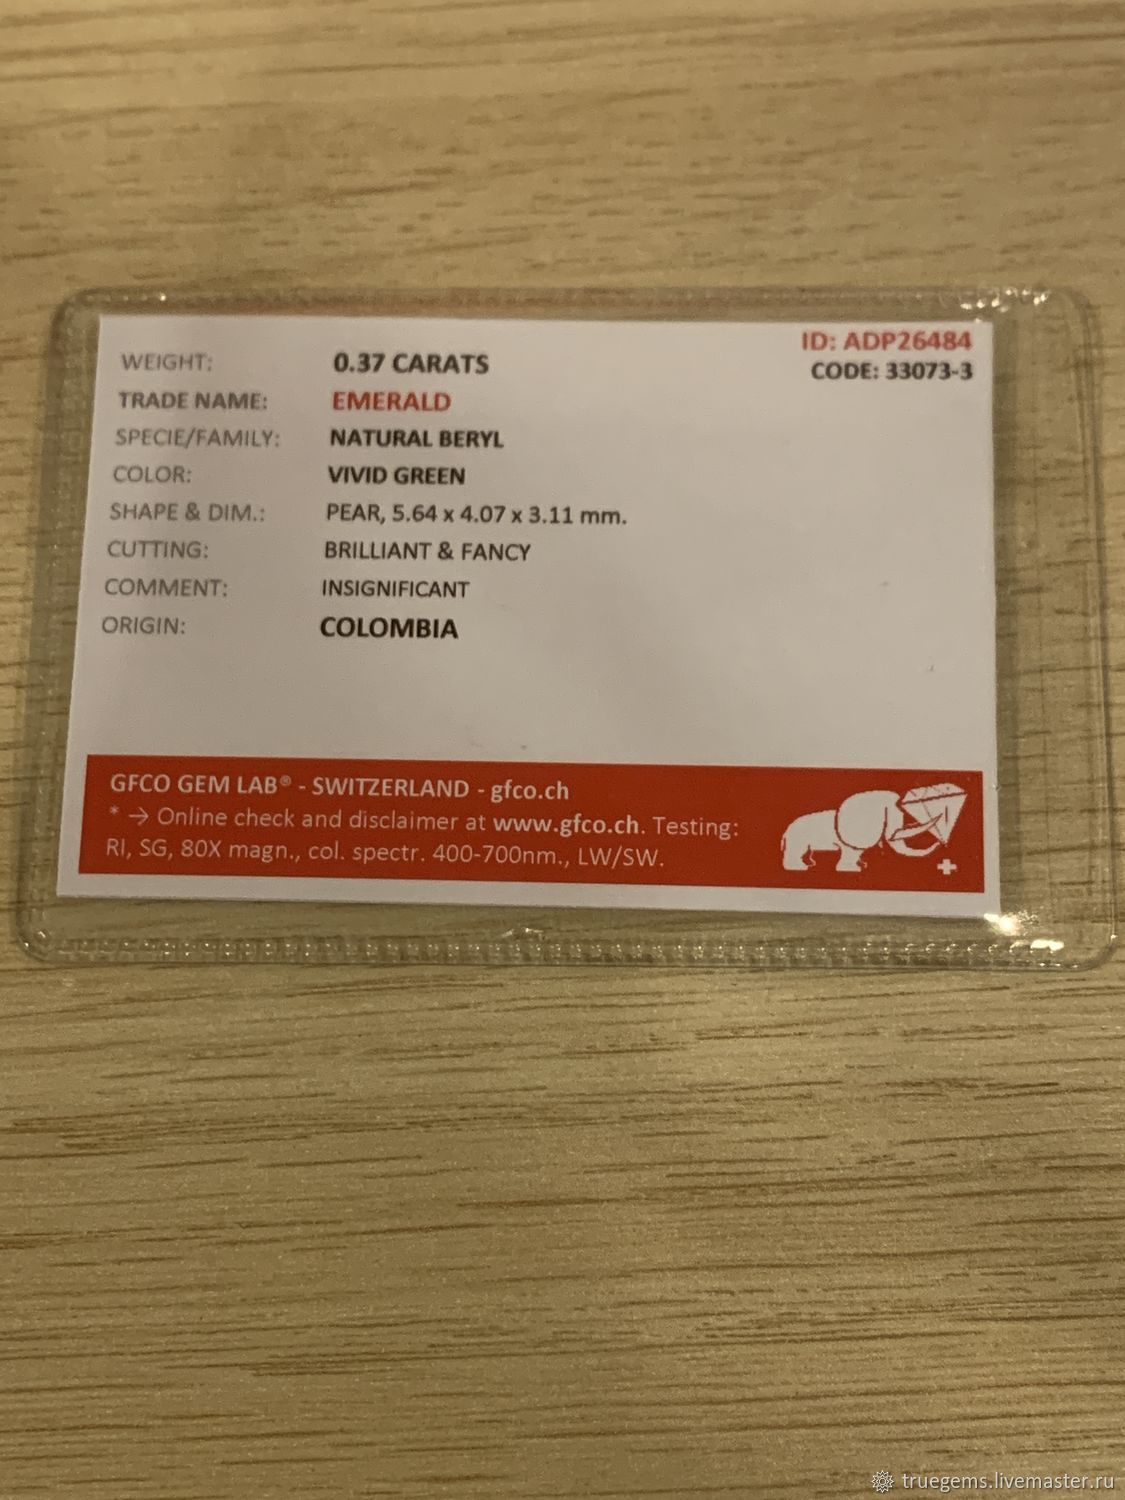 ID: ADP26484
CODE: 33073-3
WEIGHT: 0.37 CARATS
TRADE NAME: EMERALD
SPECIE/FAMILY: NATURAL BERYL
COLOR: VIVID GREEN
SHAPE & DIM.: PEAR, 5.64 x 4.07 x 3.11 mm.
CUTTING: BRILLIANT & FANCY
COMMENT: INSIGNIFICANT
ORIGIN: COLOMBIA
GFCO GEM LAB® - SWITZERLAND - gfco.ch
* → Online check and disclaimer at www.gfco.ch. Testing:
RI, SG, 80X magn., col. spectr. 400-700nm., LW/SW.
truegems.livemaster.ru